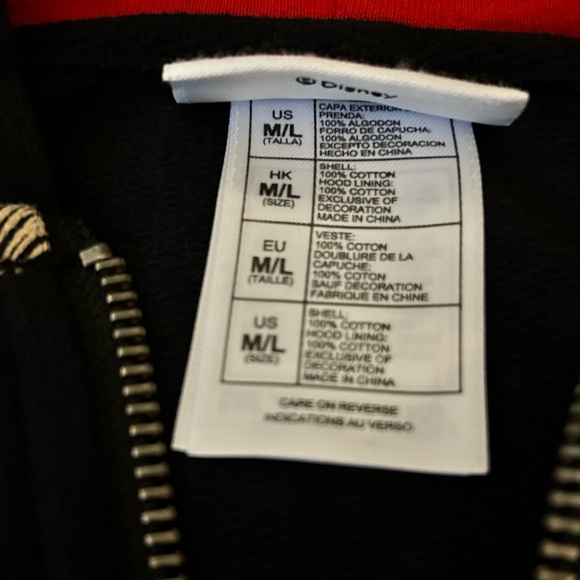 © Disney
US
M/L
(TALLA)
CAPA EXTERIOR
PRENDA:
100% ALGODON
FORRO DE CAPUCHA:
100% ALGODON
EXCEPTO DECORACION
HECHO EN CHINA
HK
M/L
(SIZE)
SHELL:
100% COTTON
HOOD LINING:
100% COTTON
EXCLUSIVE OF
DECORATION
MADE IN CHINA
EU
M/L
(TAILLE)
VESTE:
100% COTON
DOUBLURE DE LA
CAPUCHE:
100% COTON
SAUF DECORATION
FABRIQUE EN CHINE
US
M/L
(SIZE)
SHELL:
100% COTTON
HOOD LINING:
100% COTTON
EXCLUSIVE OF
DECORATION
MADE IN CHINA
CARE ON REVERSE
INDICATIONS AU VERSO